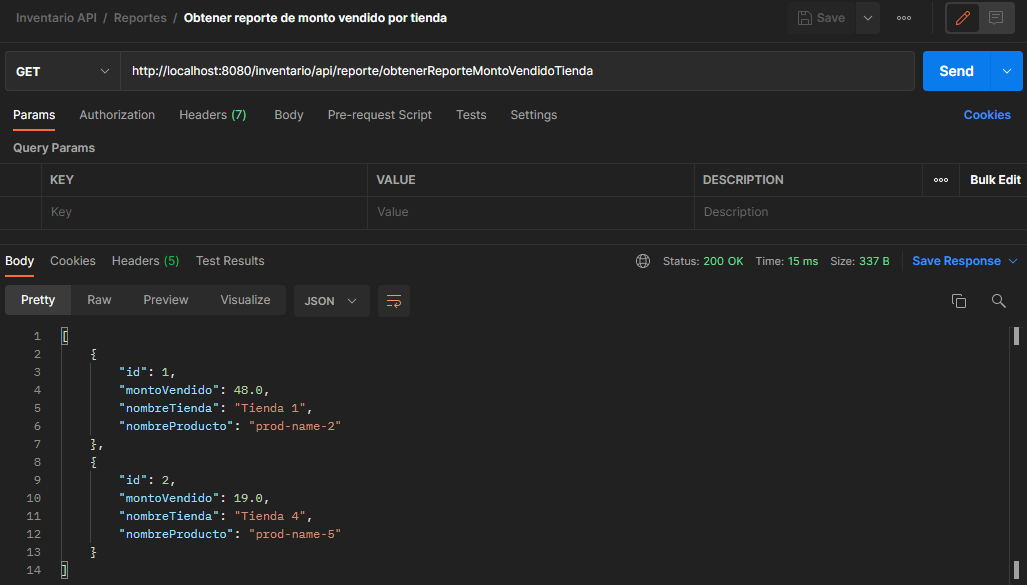 Inventario API / Reportes / Obtener reporte de monto vendido por tienda
Save
GET http://localhost:8080/inventario/api/reporte/obtenerReporteMontoVendidoTienda Send
Params Authorization Headers (7) Body Pre-request Script Tests Settings Cookies
Query Params
KEY VALUE DESCRIPTION Bulk Edit
Key Value Description
Body Cookies Headers (5) Test Results Status: 200 OK Time: 15 ms Size: 337 B Save Response
Pretty Raw Preview Visualize JSON
1 [
2 {
3 "id": 1,
4 "montoVendido": 48.0,
5 "nombreTienda": "Tienda 1",
6 "nombreProducto": "prod-name-2"
7 },
8 {
9 "id": 2,
10 "montoVendido": 19.0,
11 "nombreTienda": "Tienda 4",
12 "nombreProducto": "prod-name-5"
13 }
14 ]